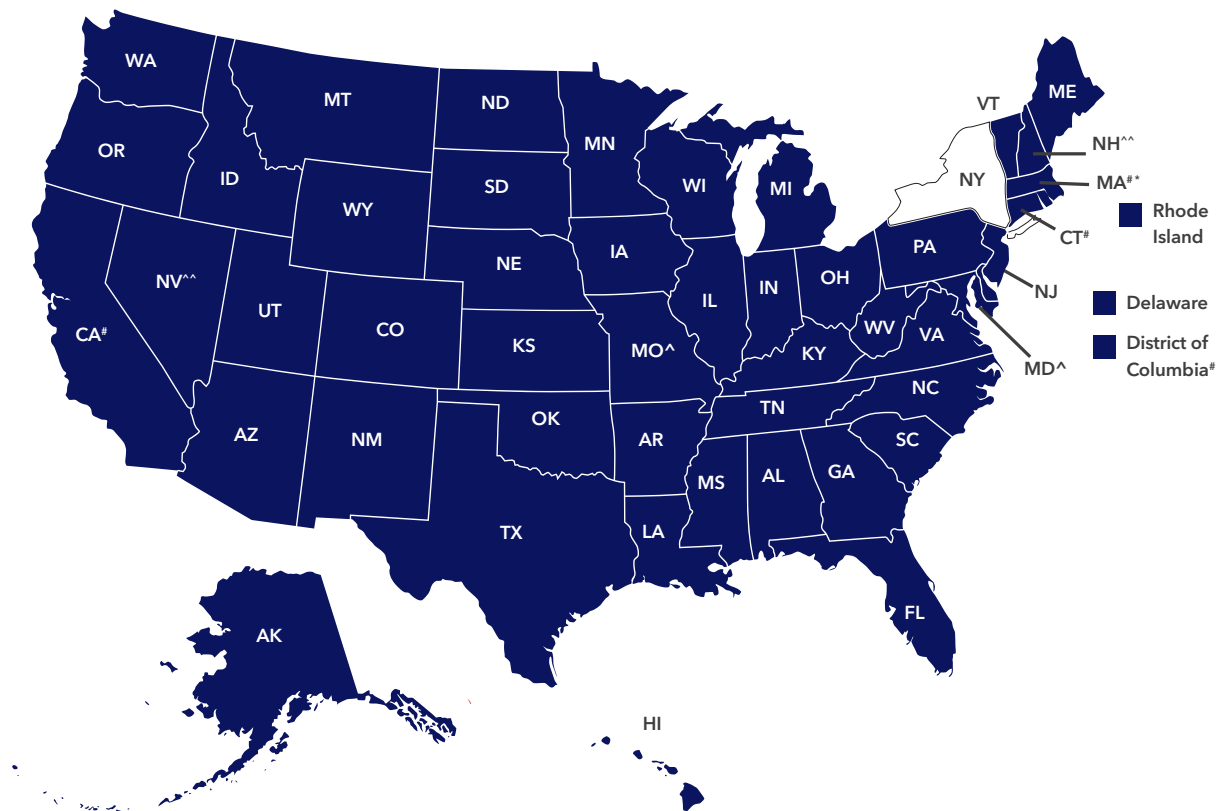 WA
MT
ND
MN
VT
ME
OR
ID
SD
WI
MI
NY
NH^^
MA#*
WY
Rhode
Island
IA
NE
PA
CT#
NV^^
UT
CO
IL
IN
OH
NJ
Delaware
CA#
KS
MO^
KY
WV
VA
District of
Columbia#
MD^
AZ
NM
OK
AR
TN
NC
SC
MS
AL
GA
TX
LA
FL
AK
HI